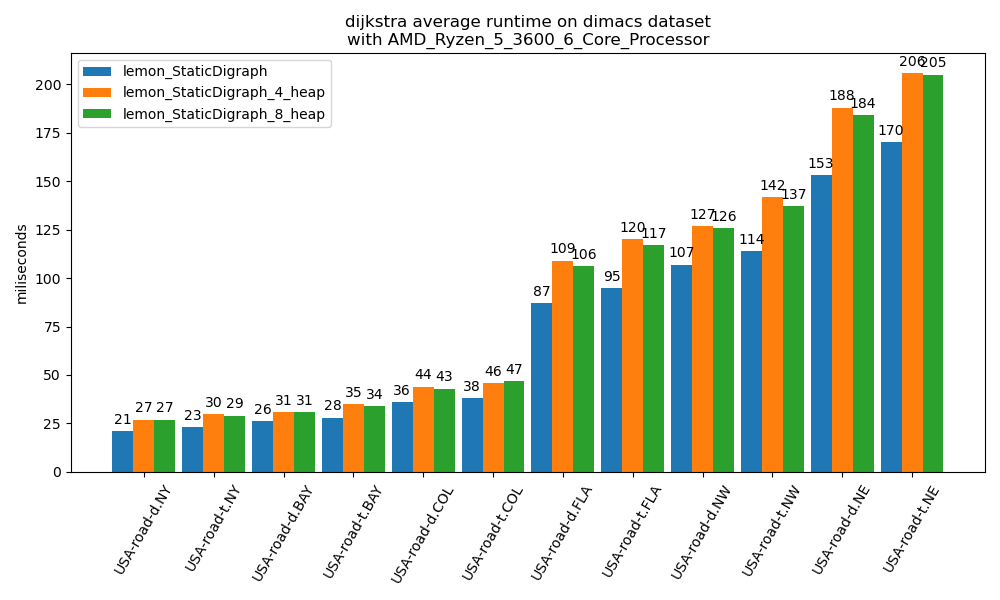 dijkstra average runtime on dimacs dataset
with AMD_Ryzen_5_3600_6_Core_Processor
lemon_StaticDigraph
lemon_StaticDigraph_4_heap
lemon_StaticDigraph_8_heap
miliseconds
200
175
150
125
100
75
50
25
0
21 27 27
23 30 29
26 31 31
28 35 34
36 44 43
38 46 47
87 109 106
95 120 117
107 127 126
114 142 137
153 188 184
170 206 205
USA-road-d.NY
USA-road-t.NY
USA-road-d.BAY
USA-road-t.BAY
USA-road-d.COL
USA-road-t.COL
USA-road-d.FLA
USA-road-t.FLA
USA-road-d.NW
USA-road-t.NW
USA-road-d.NE
USA-road-t.NE